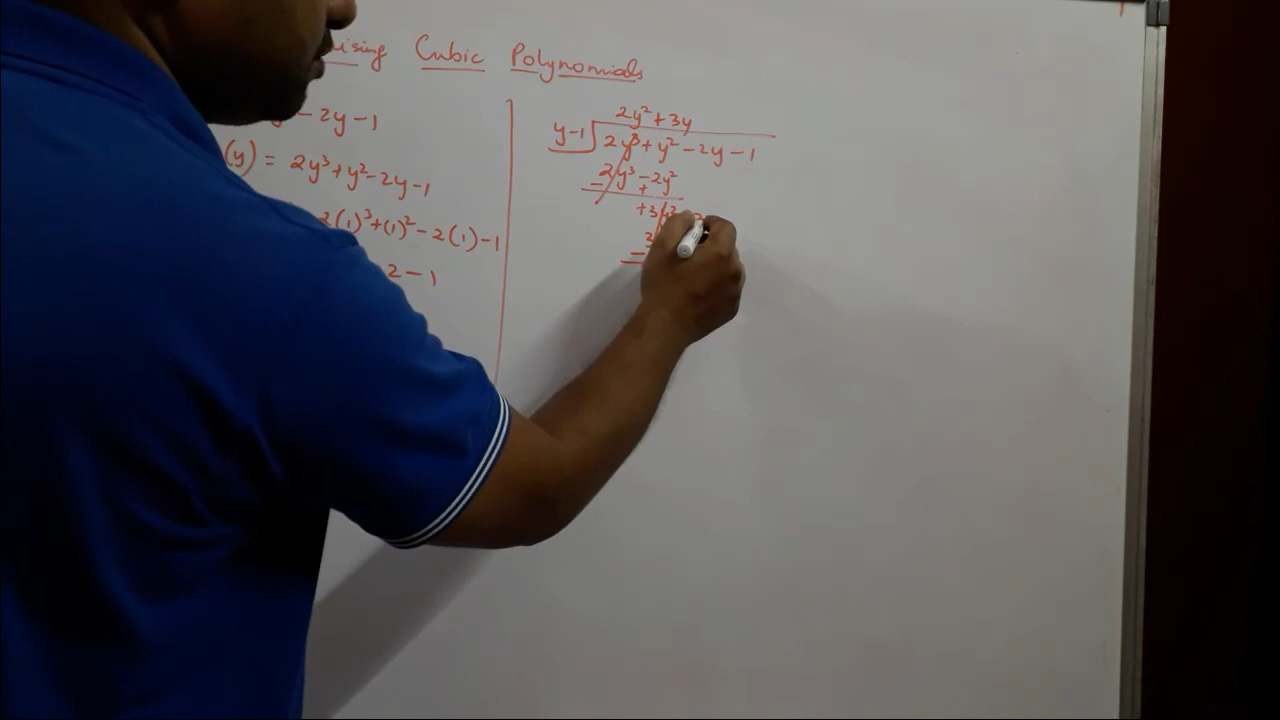 Cubic Polynomials
- 2y - 1
(y) = 2y³ + y² - 2y - 1
2(1)³ + (1)² - 2(1) - 1
2 - 1
2y² + 3y
y-1 2y³ + y² - 2y - 1
2y³ - 2y²
- +
+3y²
3
-